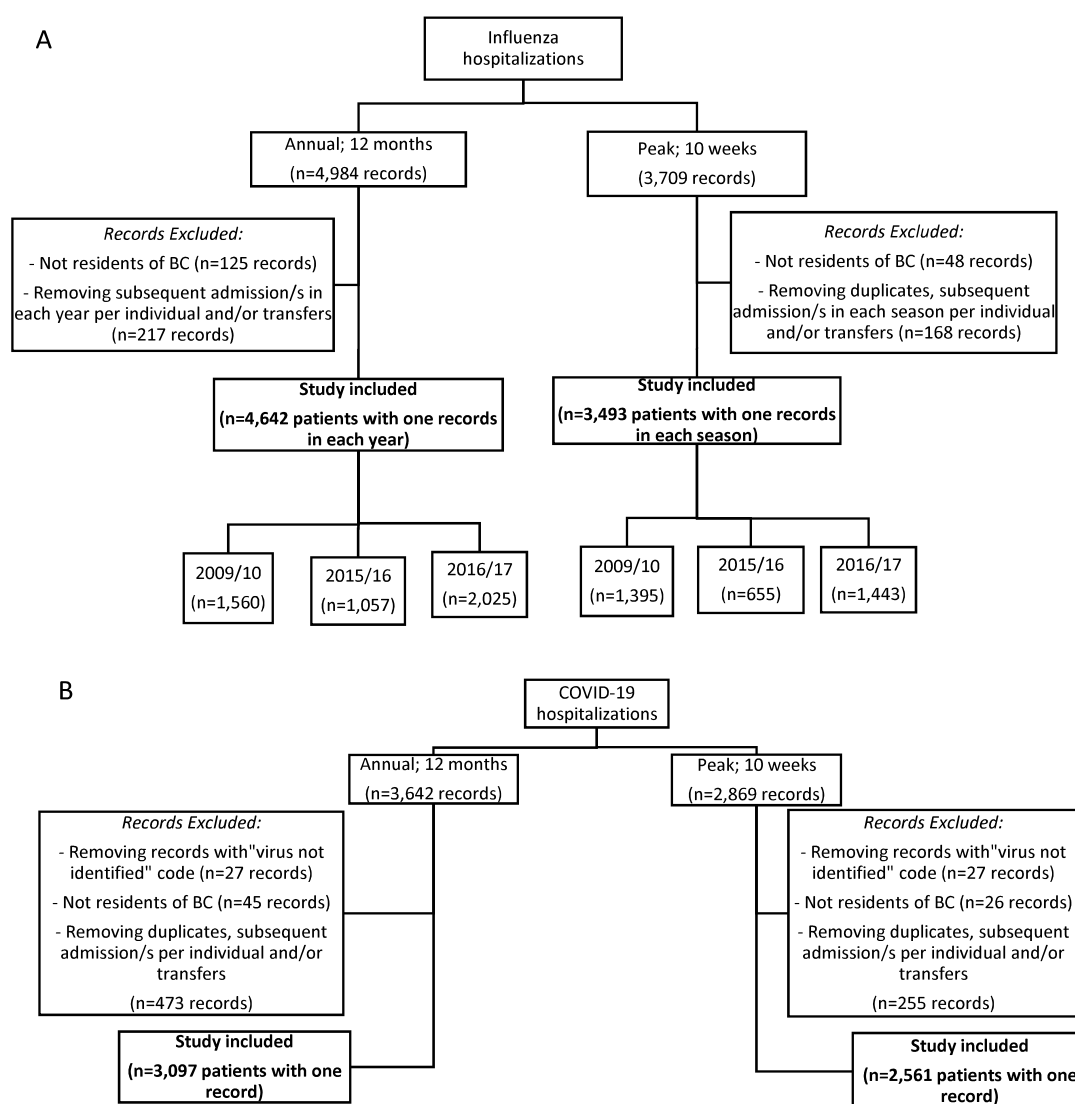 A
Influenza
hospitalizations
Annual; 12 months
(n=4,984 records)
Peak; 10 weeks
(3,709 records)
Records Excluded:
- Not residents of BC (n=125 records)
- Removing subsequent admission/s in
each year per individual and/or transfers
(n=217 records)
Records Excluded:
- Not residents of BC (n=48 records)
- Removing duplicates, subsequent
admission/s in each season per individual
and/or transfers (n=168 records)
Study included
(n=4,642 patients with one records
in each year)
Study included
(n=3,493 patients with one records
in each season)
2009/10
(n=1,560)
2015/16
(n=1,057)
2016/17
(n=2,025)
2009/10
(n=1,395)
2015/16
(n=655)
2016/17
(n=1,443)
B
COVID-19
hospitalizations
Annual; 12 months
(n=3,642 records)
Peak; 10 weeks
(n=2,869 records)
Records Excluded:
- Removing records with"virus not
identified" code (n=27 records)
- Not residents of BC (n=45 records)
- Removing duplicates, subsequent
admission/s per individual and/or
transfers
(n=473 records)
Records Excluded:
- Removing records with"virus not
identified" code (n=27 records)
- Not residents of BC (n=26 records)
- Removing duplicates, subsequent
admission/s per individual and/or
transfers
(n=255 records)
Study included
(n=3,097 patients with one
record)
Study included
(n=2,561 patients with one
record)